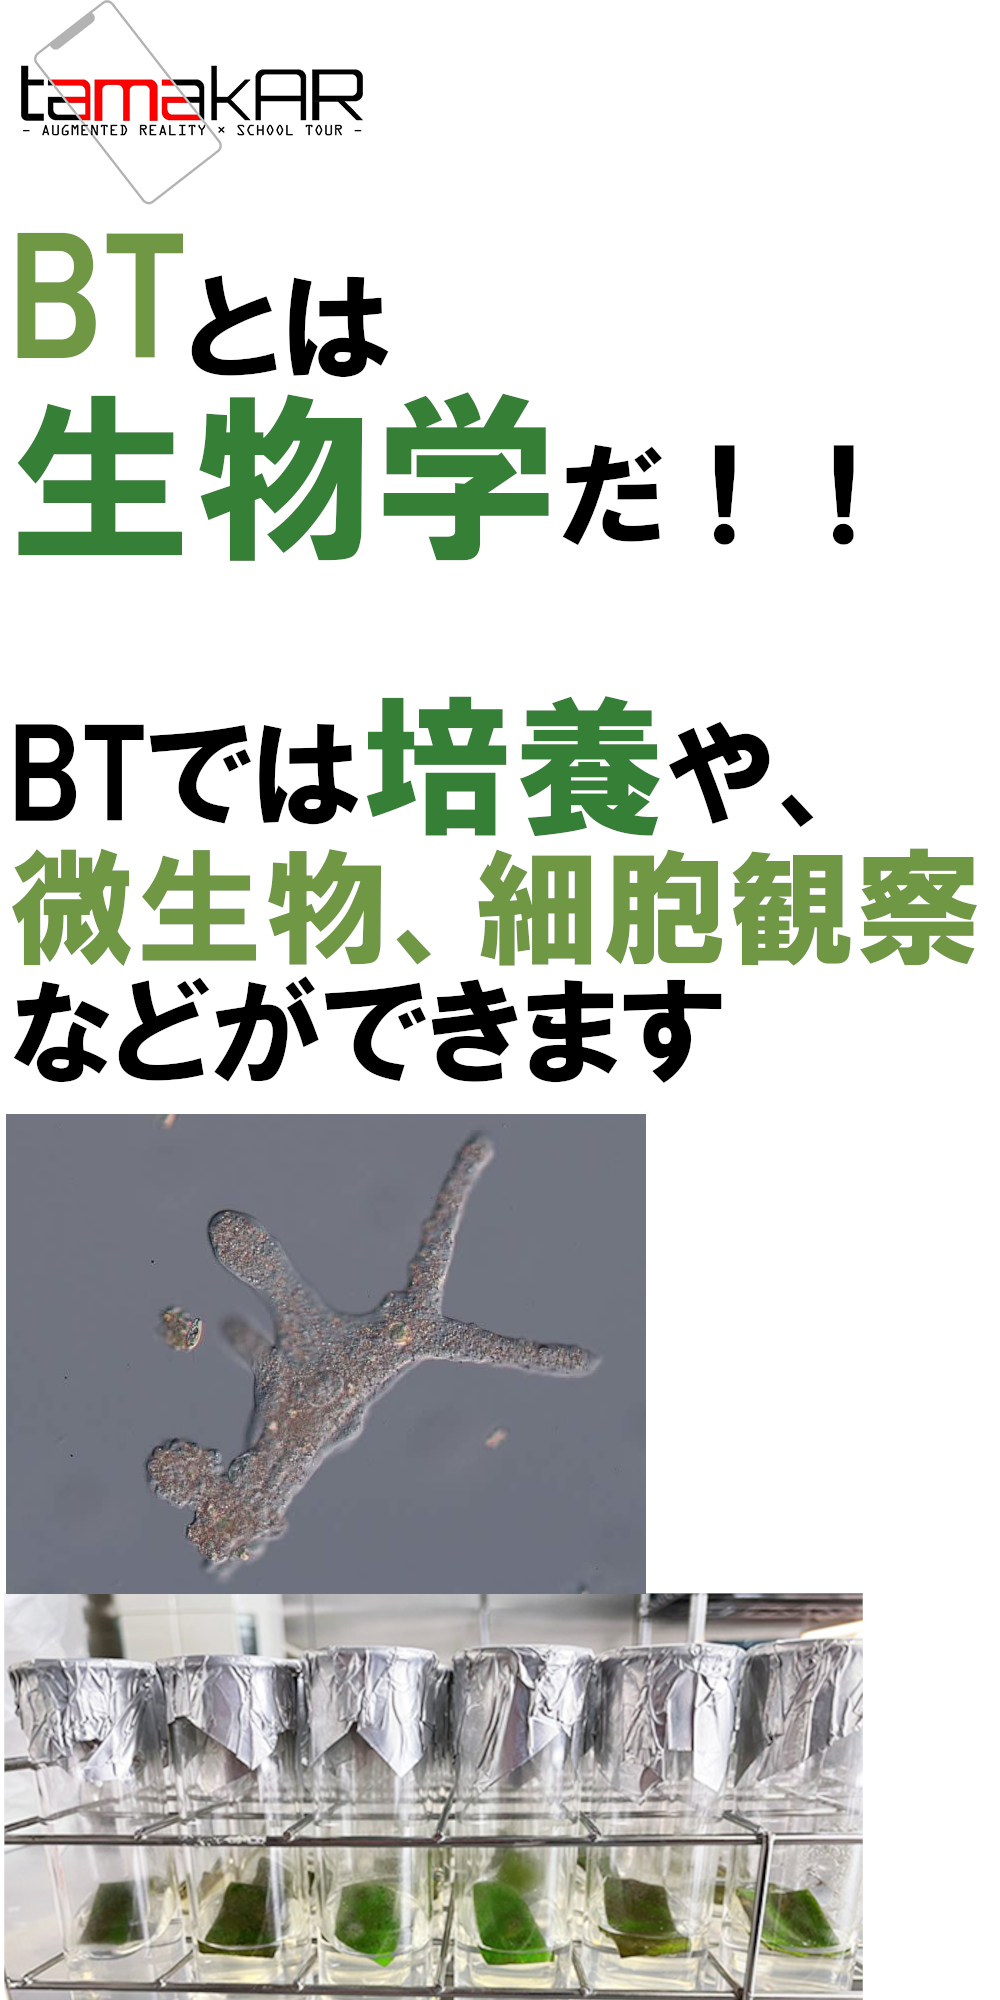 tamakAR
- AUGMENTED REALITY × SCHOOL TOUR -
BTとは
生物学だ！！
BTでは培養や、
微生物、細胞観察
などができます